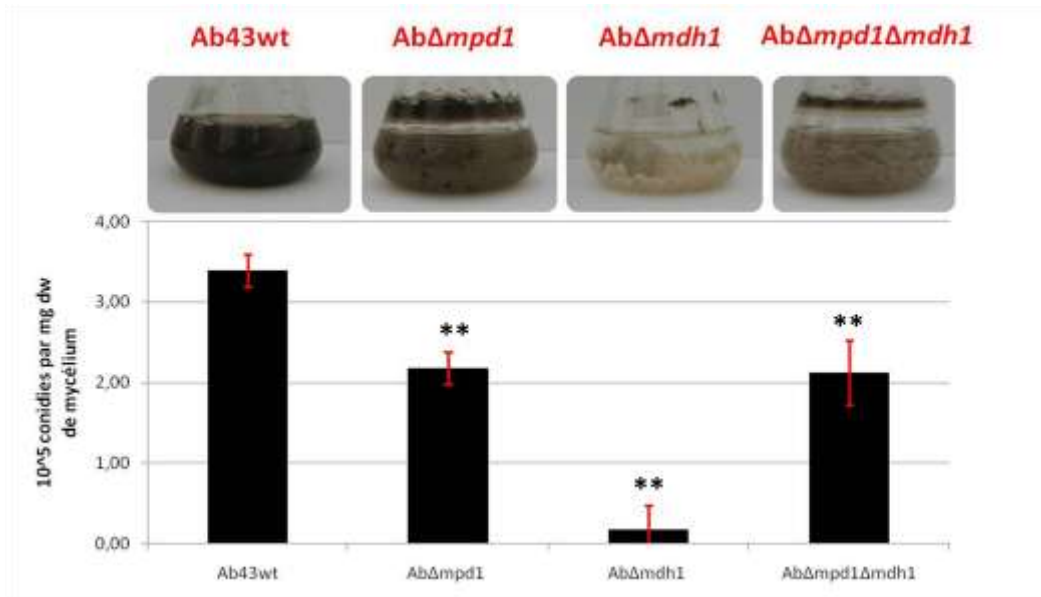 Ab43wt AbΔmpd1 AbΔmdh1 AbΔmpd1Δmdh1
4,00
3,00
2,00
1,00
0,00
10^5 conidies par mg dw
de mycélium
**
**
**
Ab43wt AbΔmpd1 AbΔmdh1 AbΔmpd1Δmdh1